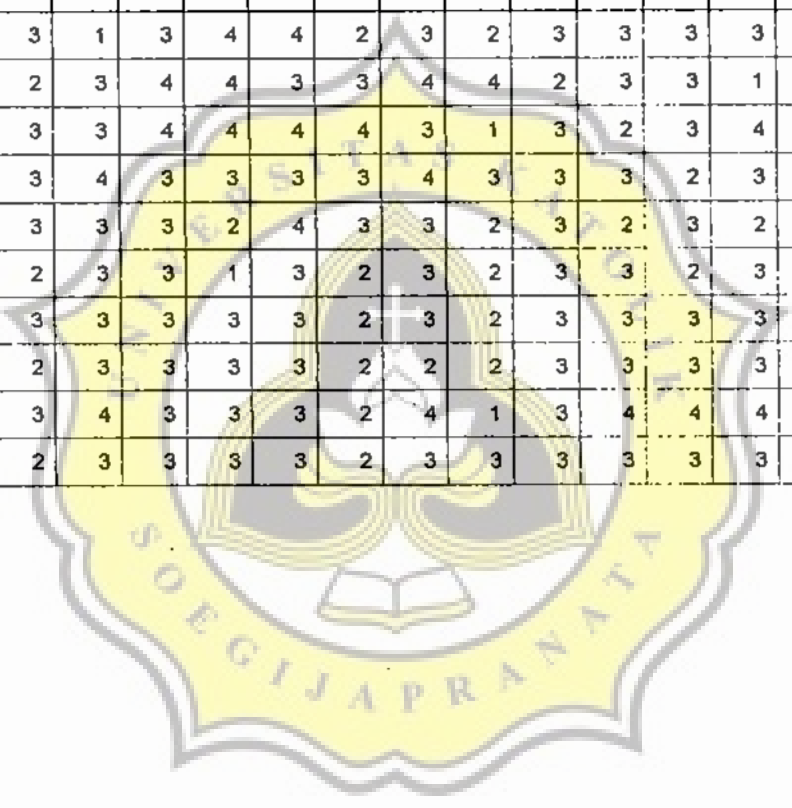 3 1 3 4 4 2 3 2 3 3 3 3
2 3 4 4 3 3 4 4 2 3 3 1
3 3 4 4 4 4 3 1 3 2 3 4
3 4 3 3 3 3 4 3 3 3 2 3
3 3 3 2 4 3 3 2 3 2 3 2
2 3 3 1 3 2 3 2 3 3 2 3
3 3 3 3 3 2 3 2 3 3 3 3
2 3 3 3 3 2 2 2 3 3 3 3
3 4 3 3 3 2 4 1 3 4 4 4
2 3 3 3 3 2 3 3 3 3 3 3
UNIVERSITAS KATOLIK
SOEGIJAPRANATA